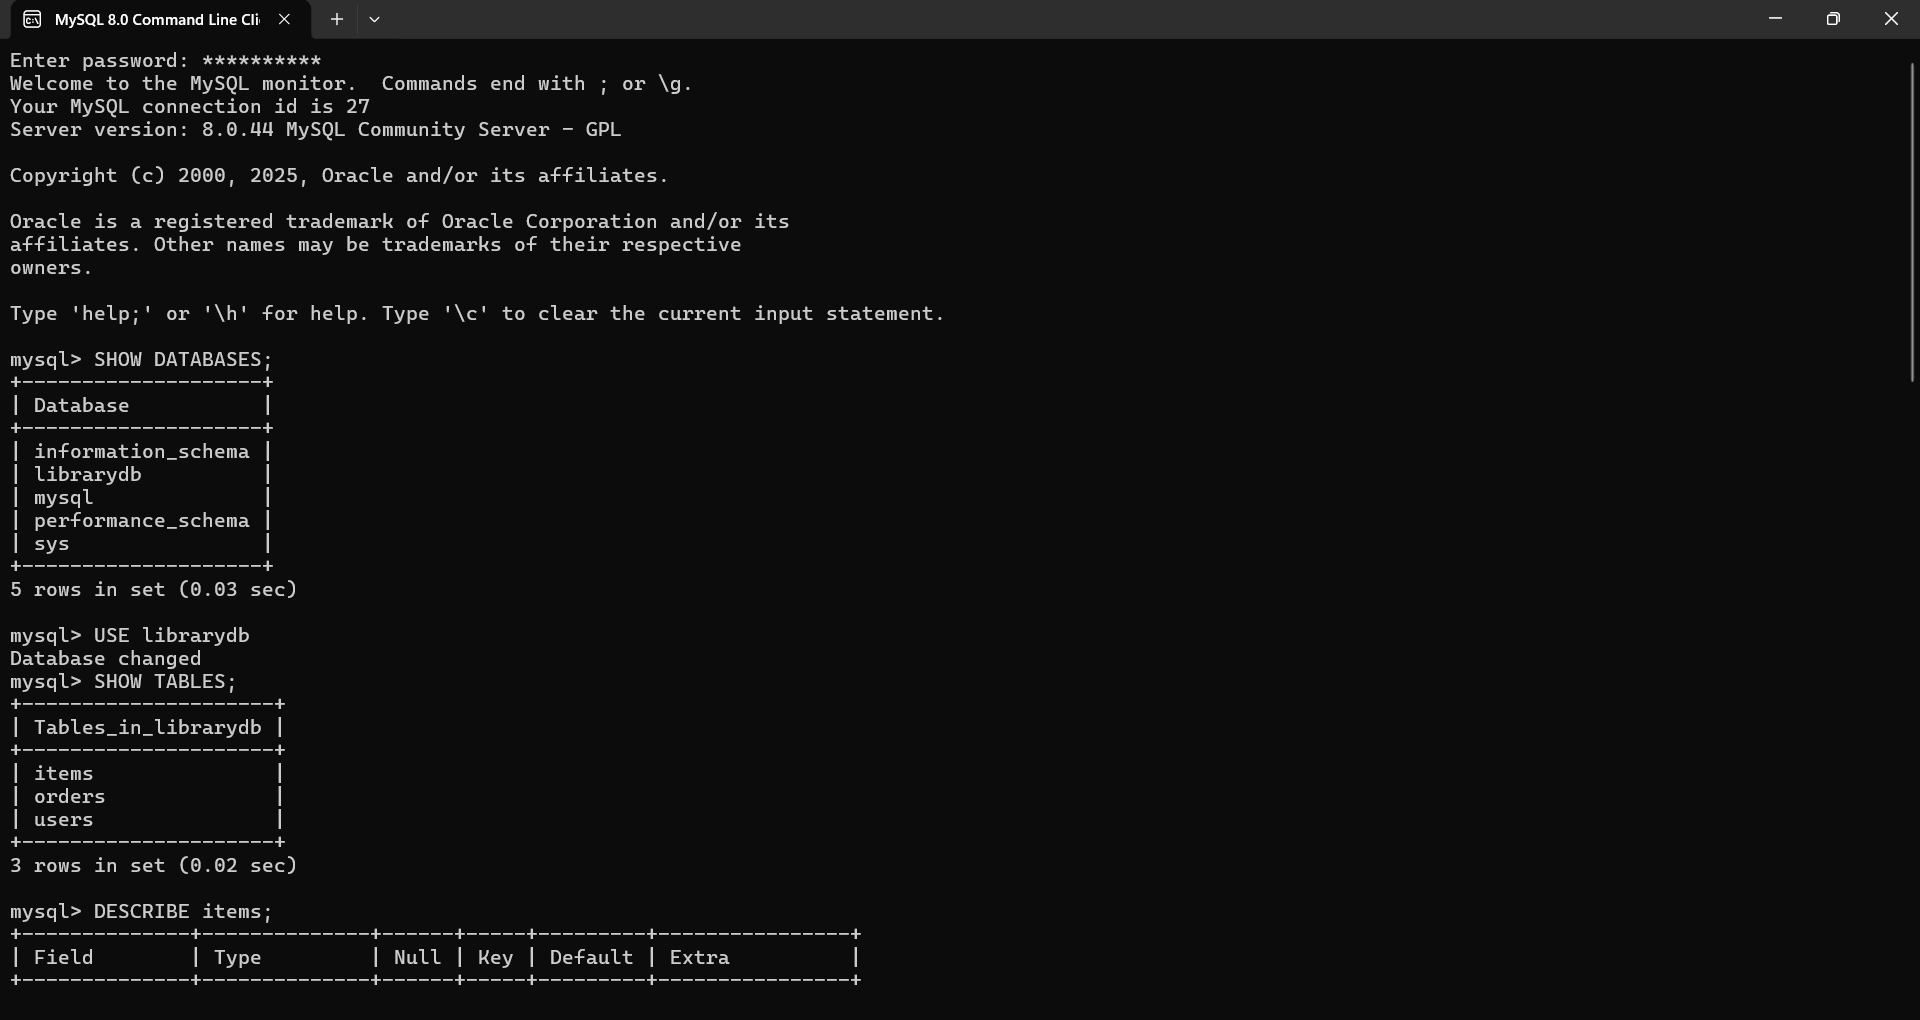 MySQL 8.0 Command Line Cli
Enter password: **********
Welcome to the MySQL monitor.  Commands end with ; or \g.
Your MySQL connection id is 27
Server version: 8.0.44 MySQL Community Server - GPL

Copyright (c) 2000, 2025, Oracle and/or its affiliates.

Oracle is a registered trademark of Oracle Corporation and/or its
affiliates. Other names may be trademarks of their respective
owners.

Type 'help;' or '\h' for help. Type '\c' to clear the current input statement.

mysql> SHOW DATABASES;
+--------------------+
| Database           |
+--------------------+
| information_schema |
| librarydb          |
| mysql              |
| performance_schema |
| sys                |
+--------------------+
5 rows in set (0.03 sec)

mysql> USE librarydb
Database changed
mysql> SHOW TABLES;
+---------------------+
| Tables_in_librarydb |
+---------------------+
| items               |
| orders              |
| users               |
+---------------------+
3 rows in set (0.02 sec)

mysql> DESCRIBE items;
+--------------+--------------+------+-----+---------+----------------+
| Field        | Type         | Null | Key | Default | Extra          |
+--------------+--------------+------+-----+---------+----------------+